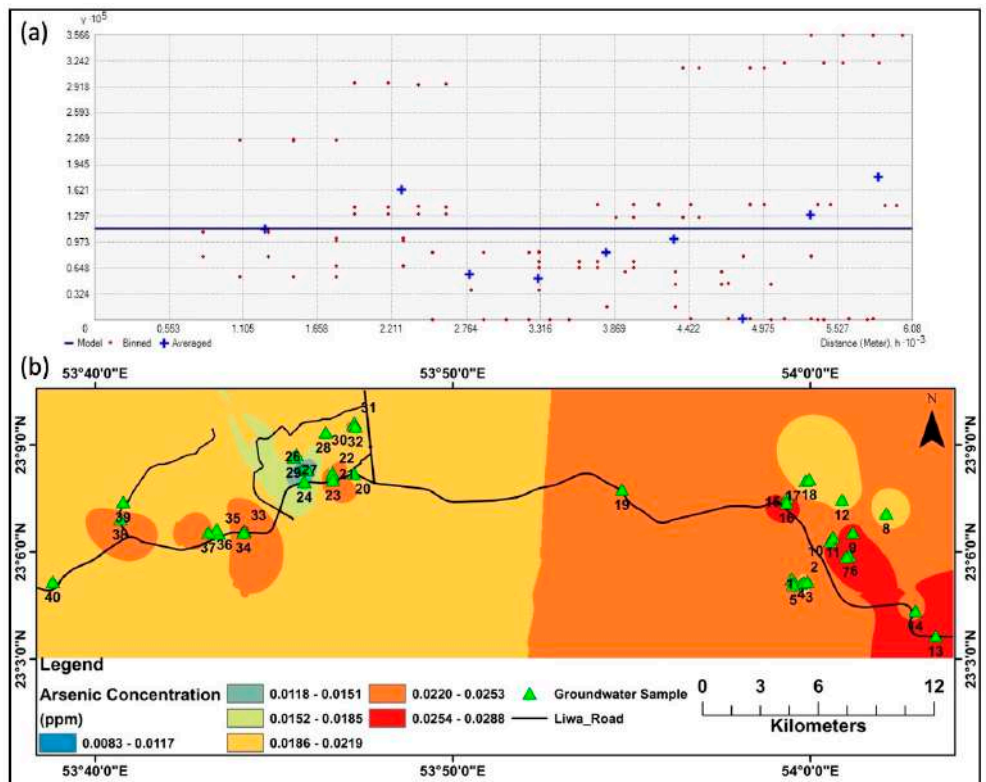 (a)
γ·10⁵
3.566
3.242
2.918
2.593
2.269
1.945
1.621
1.297
0.973
0.648
0.324
0 0.553 1.105 1.658 2.211 2.764 3.316 3.869 4.422 4.975 5.527 6.08
Model Binned Averaged Distance (Meter). h·10⁻³
(b)
53°40'0"E 53°50'0"E 54°0'0"E
N
23°9'0"N 23°9'0"N
23°6'0"N 23°6'0"N
23°3'0"N 23°3'0"N
31
30 32
28
26 22
29 27 21 20
24 23
19
17 18
15
16
12
8
39
38
35 33
37 36 34
40
10 11 9
2 7 6
1 4 3
5
14
13
Legend
Arsenic Concentration
(ppm)
0.0083 - 0.0117
0.0118 - 0.0151
0.0152 - 0.0185
0.0186 - 0.0219
0.0220 - 0.0253
0.0254 - 0.0288
Groundwater Sample
Liwa_Road
0 6 12
Kilometers
53°40'0"E 53°50'0"E 54°0'0"E